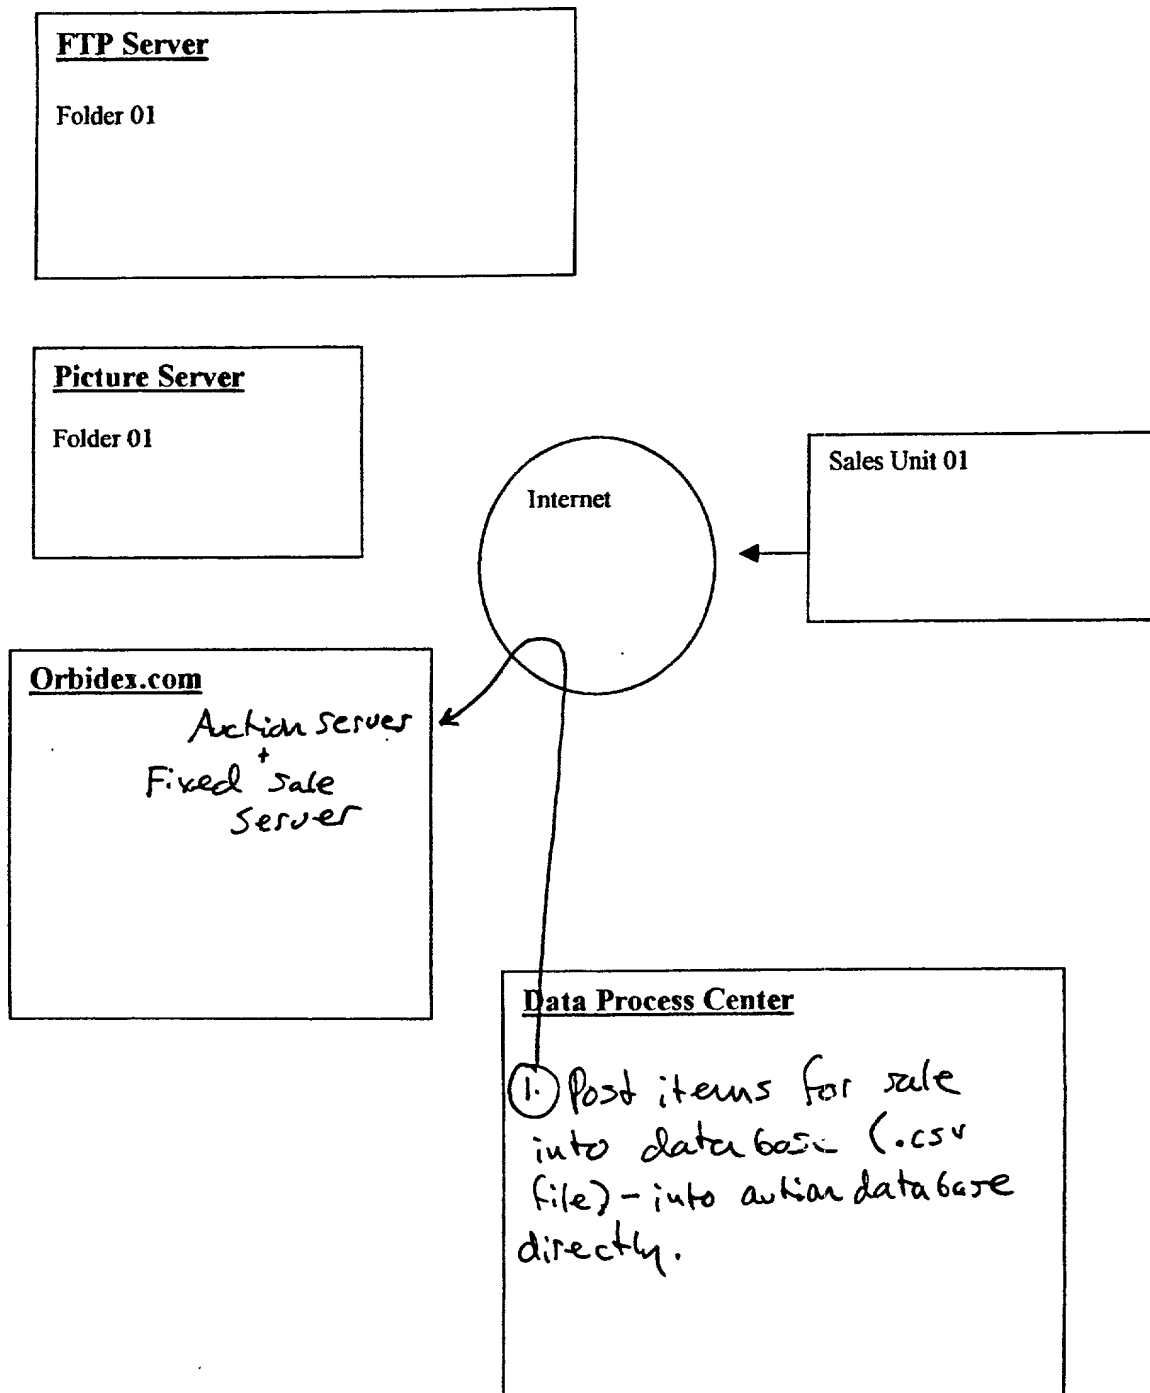 FTP Server
Folder 01
Picture Server
Folder 01
Internet
Sales Unit 01
Orbidex.com
Auction server
+
Fixed sale
server
Data Process Center
1. Post items for sale
into database (.csv
file) - into aution database
directly.